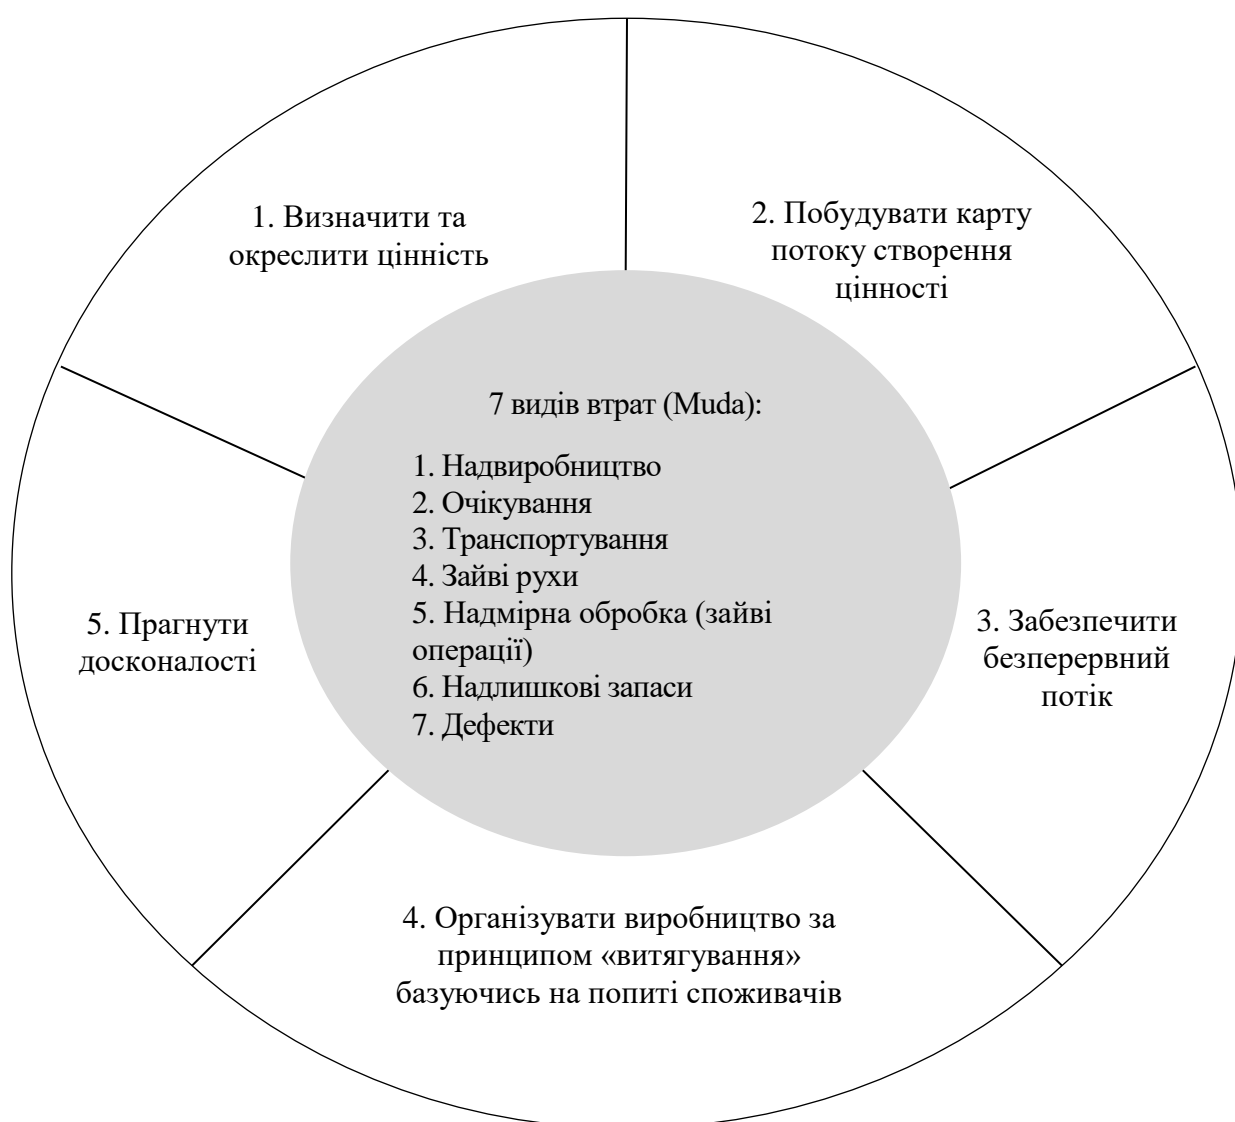 1. Визначити та
окреслити цінність
2. Побудувати карту
потоку створення
цінності
7 видів втрат (Muda):
1. Надвиробництво
2. Очікування
3. Транспортування
4. Зайві рухи
5. Надмірна обробка (зайві
операції)
6. Надлишкові запаси
7. Дефекти
3. Забезпечити
безперервний
потік
4. Організувати виробництво за
принципом «витягування»
базуючись на попиті споживачів
5. Прагнути
досконалості